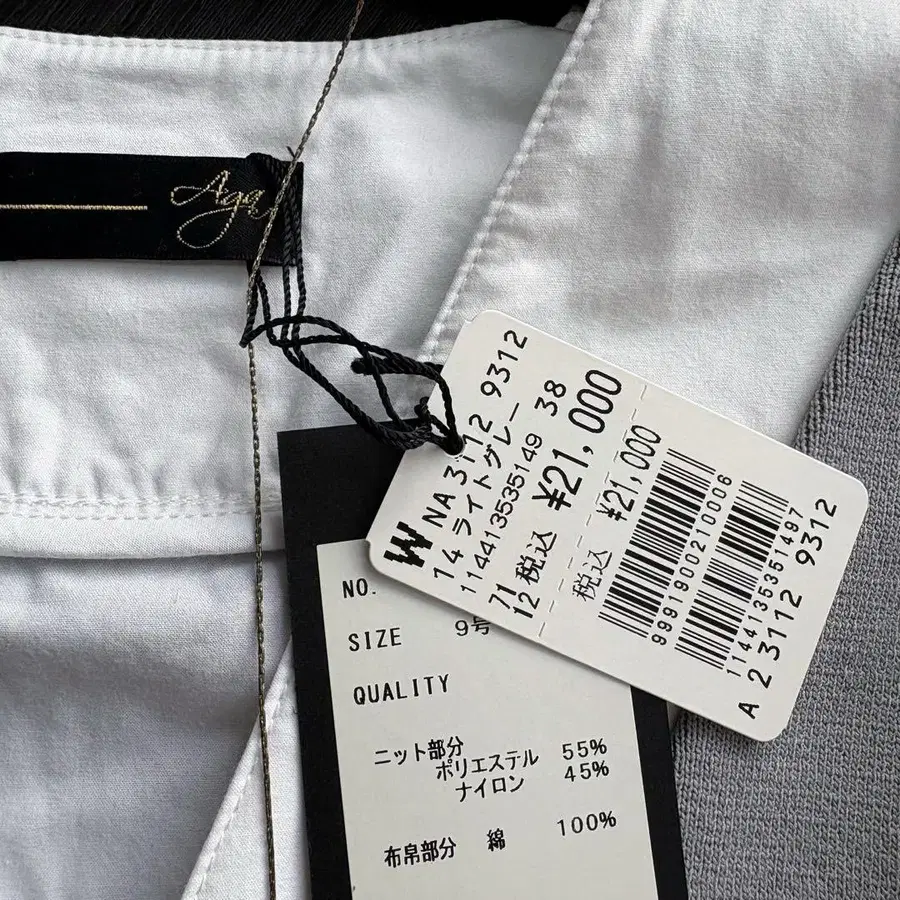 W
NA 3112 9312
14 ライトグレー
1144135351​49 38
71
12 税込 ¥21,000
税込 ¥21,000
9991900210006
1144135351497
A 23112 9312
NO.
SIZE 9号
QUALITY
ニット部分
ポリエステル 55%
ナイロン 45%
布帛部分 綿 100%